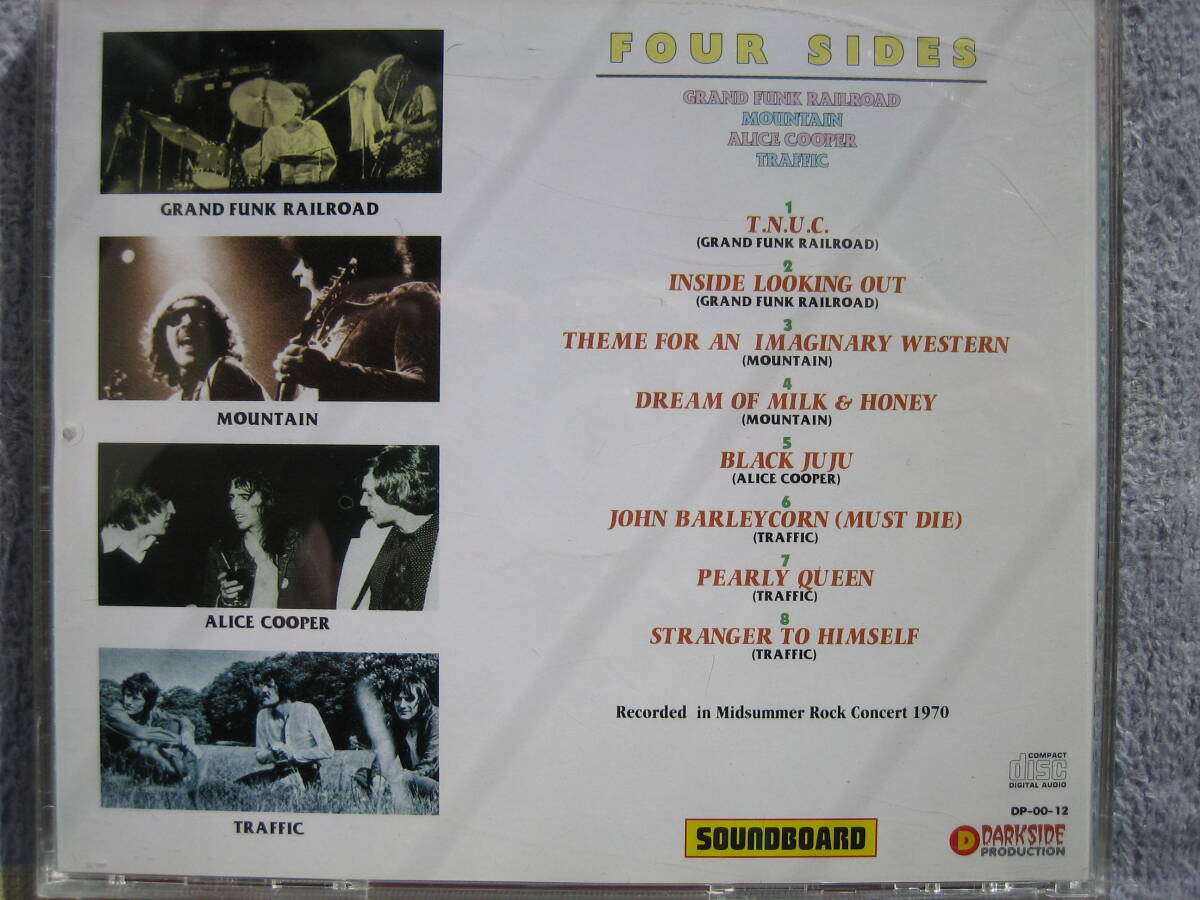 GRAND FUNK RAILROAD
MOUNTAIN
ALICE COOPER
TRAFFIC
FOUR SIDES
GRAND FUNK RAILROAD
MOUNTAIN
ALICE COOPER
TRAFFIC
1
T.N.U.C.
(GRAND FUNK RAILROAD)
2
INSIDE LOOKING OUT
(GRAND FUNK RAILROAD)
3
THEME FOR AN IMAGINARY WESTERN
(MOUNTAIN)
4
DREAM OF MILK & HONEY
(MOUNTAIN)
5
BLACK JUJU
(ALICE COOPER)
6
JOHN BARLEYCORN (MUST DIE)
(TRAFFIC)
7
PEARLY QUEEN
(TRAFFIC)
8
STRANGER TO HIMSELF
(TRAFFIC)
Recorded in Midsummer Rock Concert 1970
COMPACT
disc
DIGITAL AUDIO
DP-00-12
SOUNDBOARD
D DARKSIDE
PRODUCTION